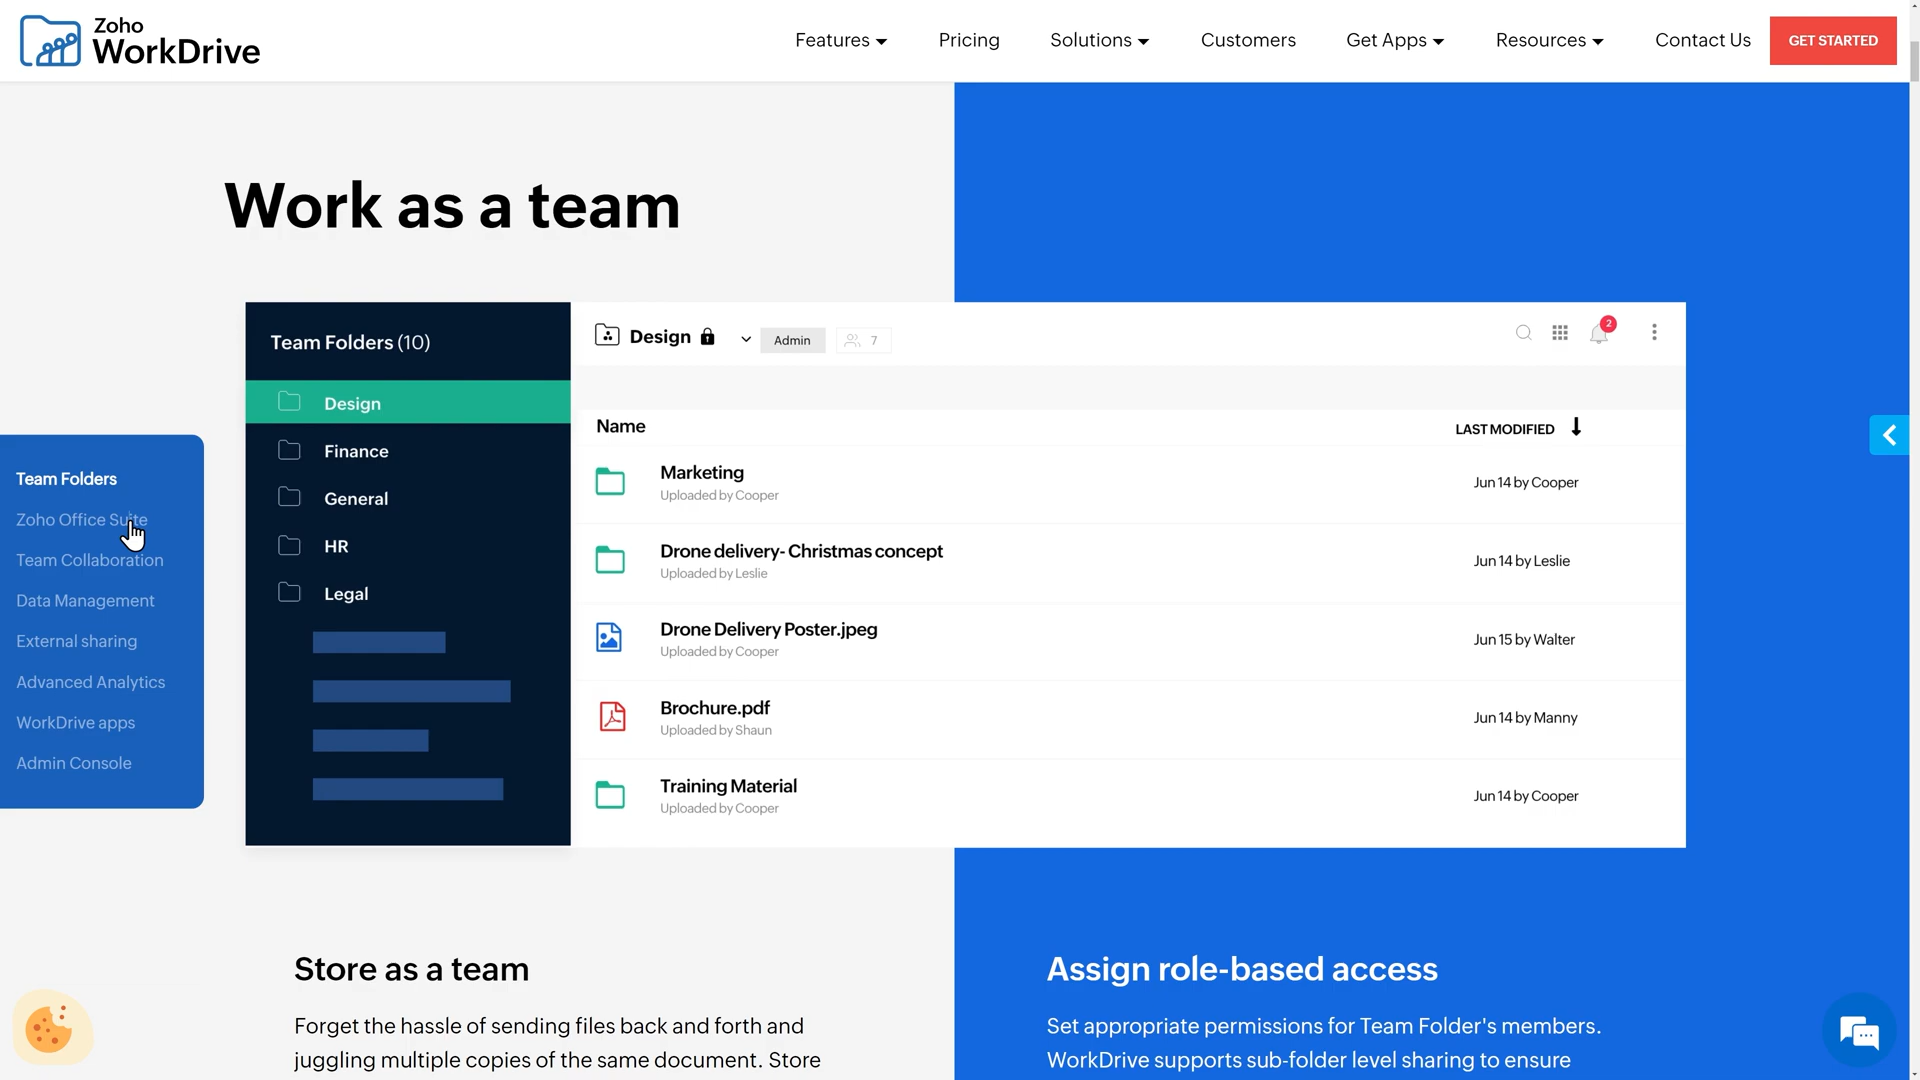 Zoho
WorkDrive
Features
Pricing
Solutions
Customers
Get Apps
Resources
Contact Us
GET STARTED
Work as a team
Team Folders (10)
Design
Finance
General
HR
Legal
Design
Admin
7
2
Name
LAST MODIFIED
Marketing
Uploaded by Cooper
Jun 14 by Cooper
Drone delivery- Christmas concept
Uploaded by Leslie
Jun 14 by Leslie
Drone Delivery Poster.jpeg
Uploaded by Cooper
Jun 15 by Walter
Brochure.pdf
Uploaded by Shaun
Jun 14 by Manny
Training Material
Uploaded by Cooper
Jun 14 by Cooper
Team Folders
Zoho Office Suite
Team Collaboration
Data Management
External sharing
Advanced Analytics
WorkDrive apps
Admin Console
Store as a team
Forget the hassle of sending files back and forth and
juggling multiple copies of the same document. Store
Assign role-based access
Set appropriate permissions for Team Folder's members.
WorkDrive supports sub-folder level sharing to ensure